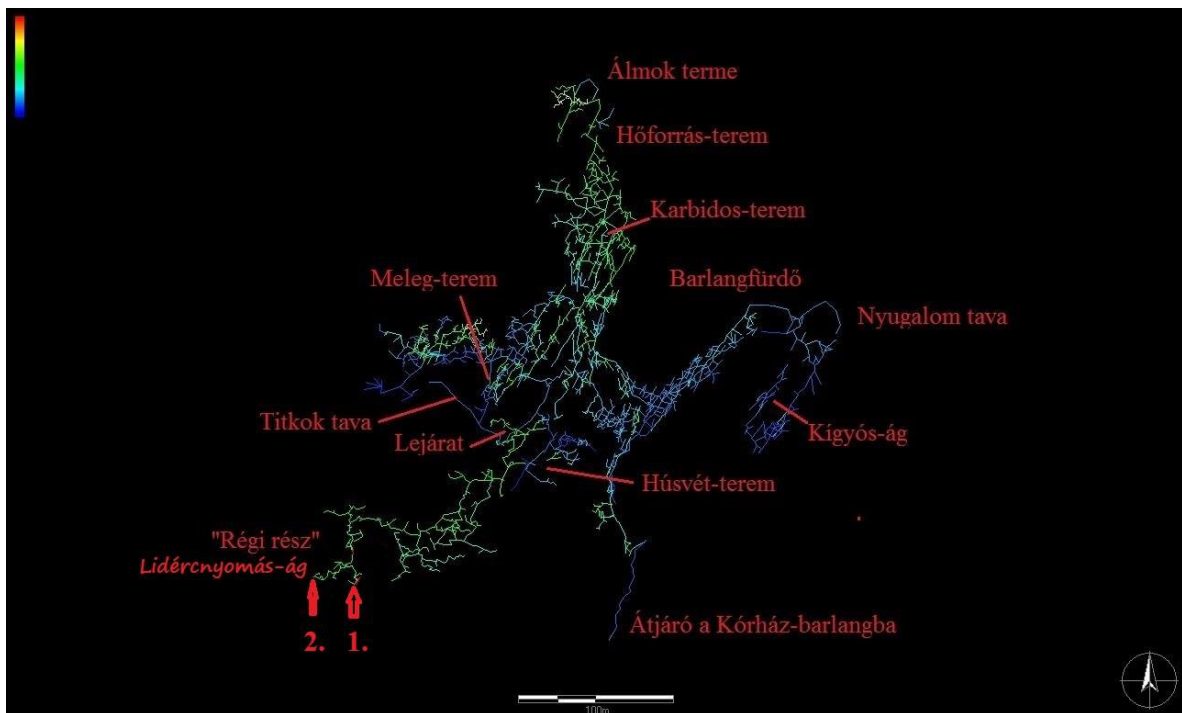 Álmok terme
Hőforrás-terem
Karbidos-terem
Meleg-terem
Barlangfürdő
Nyugalom tava
Titkok tava
Lejárat
Kígyós-ág
Húsvét-terem
"Régi rész"
Lidércnyomás-ág
2. 1.
Átjáró a Kórház-barlangba
100m